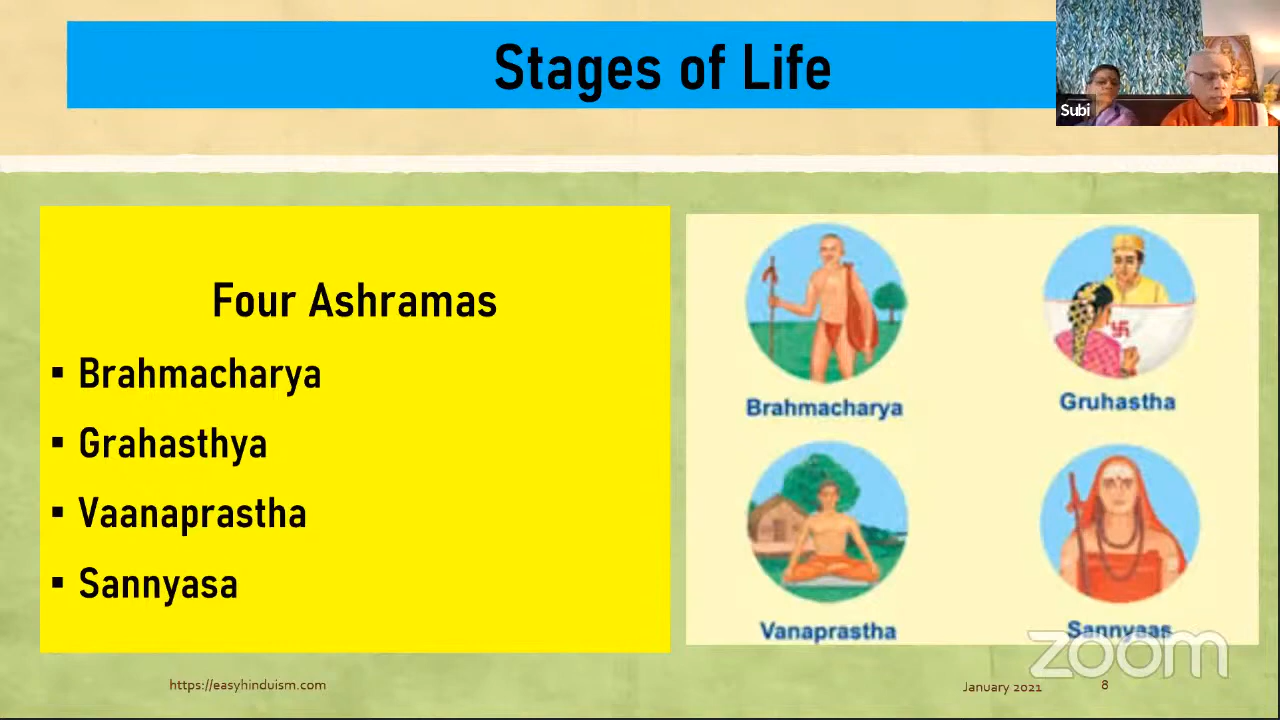 Stages of Life
Subi
Four Ashramas
▪ Brahmacharya
▪ Grahasthya
▪ Vaanaprastha
▪ Sannyasa
Brahmacharya
Gruhastha
Vanaprastha
Sannyaas
zoom
https://easyhinduism.com
January 2021
8